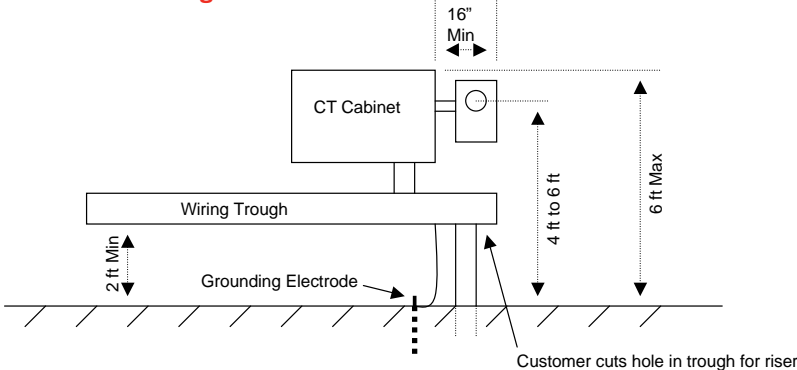 16"
Min
CT Cabinet
Wiring Trough
4 ft to 6 ft
6 ft Max
2 ft Min
Grounding Electrode
Customer cuts hole in trough for riser